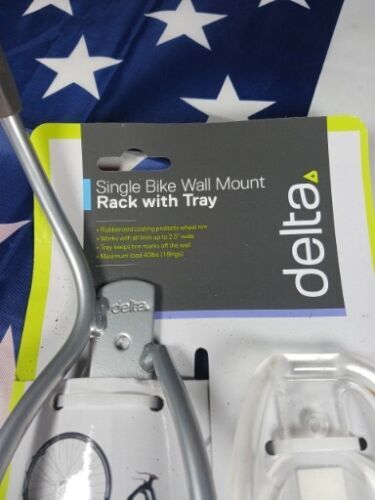 Single Bike Wall Mount
Rack with Tray
• Rubberized coating protects wheel rim
• Works with all tires up to 2.5" wide
• Tray keeps tire marks off the wall
• Maximum load 40lbs (18Kgs)
delta
delta